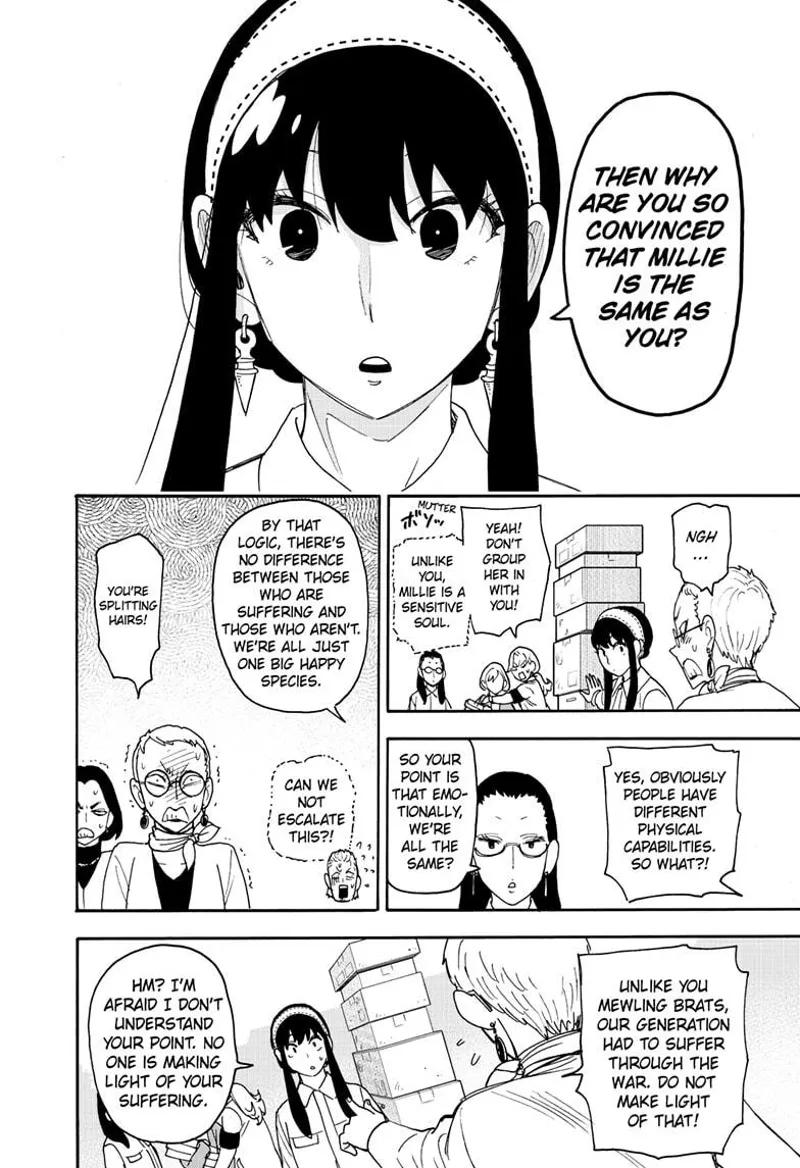 THEN WHY
ARE YOU SO
CONVINCED
THAT MILLIE
IS THE
SAME AS
YOU?
NGH
...
YEAH!
DON'T
GROUP
HER IN
WITH
YOU!
MUTTER
ボソッ
UNLIKE
YOU,
MILLIE IS A
SENSITIVE
SOUL.
BY THAT
LOGIC, THERE'S
NO DIFFERENCE
BETWEEN THOSE
WHO ARE
SUFFERING AND
THOSE WHO AREN'T.
WE'RE ALL JUST
ONE BIG HAPPY
SPECIES.
YOU'RE
SPLITTING
HAIRS!
CAN WE
NOT
ESCALATE
THIS?!
YES, OBVIOUSLY
PEOPLE HAVE
DIFFERENT
PHYSICAL
CAPABILITIES.
SO WHAT?!
SO YOUR
POINT IS
THAT EMO-
TIONALLY,
WE'RE
ALL THE
SAME?
UNLIKE YOU
MEWLING BRATS,
OUR GENERATION
HAD TO SUFFER
THROUGH THE
WAR. DO NOT
MAKE LIGHT
OF THAT!
HM? I'M
AFRAID I DON'T
UNDERSTAND
YOUR POINT. NO
ONE IS MAKING
LIGHT OF YOUR
SUFFERING.